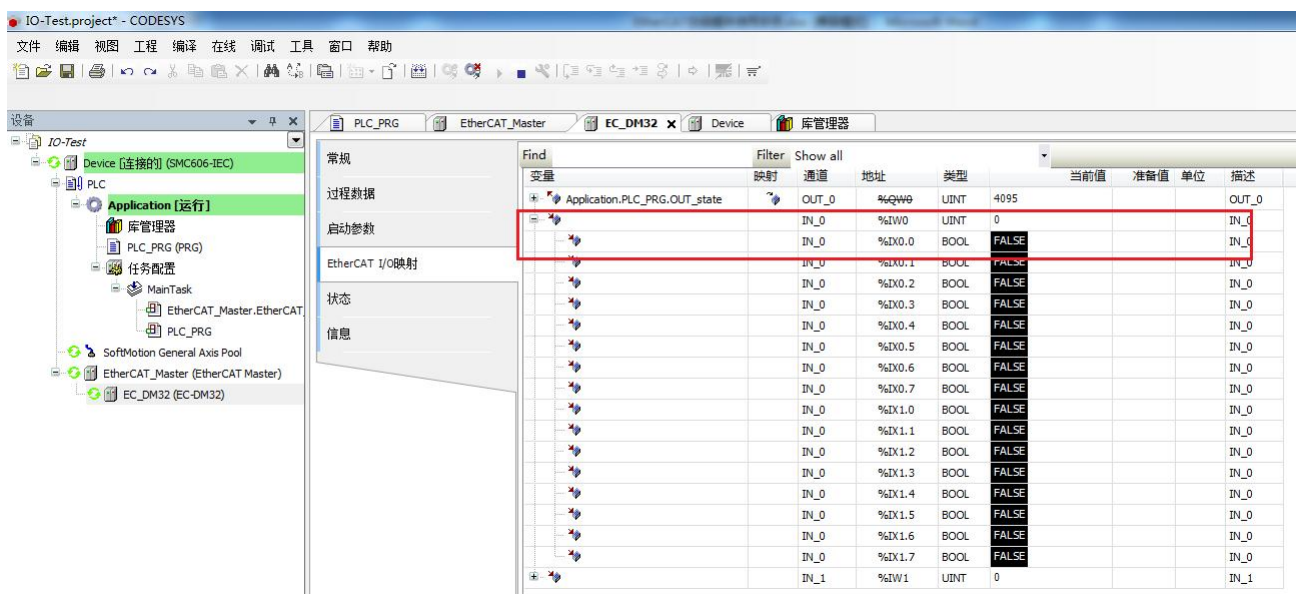 IO-Test.project* - CODESYS
文件 编辑 视图 工程 编译 在线 调试 工具 窗口 帮助
设备
IO-Test
Device [连接的] (SMC606-IEC)
PLC
Application [运行]
库管理器
PLC_PRG (PRG)
任务配置
MainTask
EtherCAT_Master.EtherCAT_
PLC_PRG
SoftMotion General Axis Pool
EtherCAT_Master (EtherCAT Master)
EC_DM32 (EC-DM32)
PLC_PRG EtherCAT_Master EC_DM32 Device 库管理器
常规
过程数据
启动参数
EtherCAT I/O映射
状态
信息
Find Filter Show all
变量 映射 通道 地址 类型 当前值 准备值 单位 描述
Application.PLC_PRG.OUT_state OUT_0 %QW0 UINT 4095 OUT_0
IN_0 %IW0 UINT 0 IN_0
IN_0 %IX0.0 BOOL FALSE IN_0
IN_0 %IX0.1 BOOL FALSE IN_0
IN_0 %IX0.2 BOOL FALSE IN_0
IN_0 %IX0.3 BOOL FALSE IN_0
IN_0 %IX0.4 BOOL FALSE IN_0
IN_0 %IX0.5 BOOL FALSE IN_0
IN_0 %IX0.6 BOOL FALSE IN_0
IN_0 %IX0.7 BOOL FALSE IN_0
IN_0 %IX1.0 BOOL FALSE IN_0
IN_0 %IX1.1 BOOL FALSE IN_0
IN_0 %IX1.2 BOOL FALSE IN_0
IN_0 %IX1.3 BOOL FALSE IN_0
IN_0 %IX1.4 BOOL FALSE IN_0
IN_0 %IX1.5 BOOL FALSE IN_0
IN_0 %IX1.6 BOOL FALSE IN_0
IN_0 %IX1.7 BOOL FALSE IN_0
IN_1 %IW1 UINT 0 IN_1